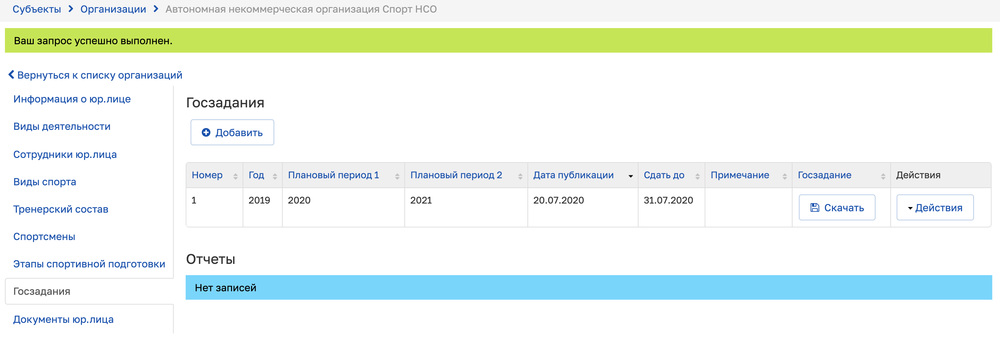 Субъекты > Организации > Автономная некоммерческая организация Спорт НСО
Ваш запрос успешно выполнен.
Вернуться к списку организаций
Информация о юр.лице
Виды деятельности
Сотрудники юр.лица
Виды спорта
Тренерский состав
Спортсмены
Этапы спортивной подготовки
Госзадания
Документы юр.лица
Госзадания
Добавить
Номер Год Плановый период 1 Плановый период 2 Дата публикации Сдать до Примечание Госзадание Действия
1 2019 2020 2021 20.07.2020 31.07.2020 Скачать Действия
Отчеты
Нет записей